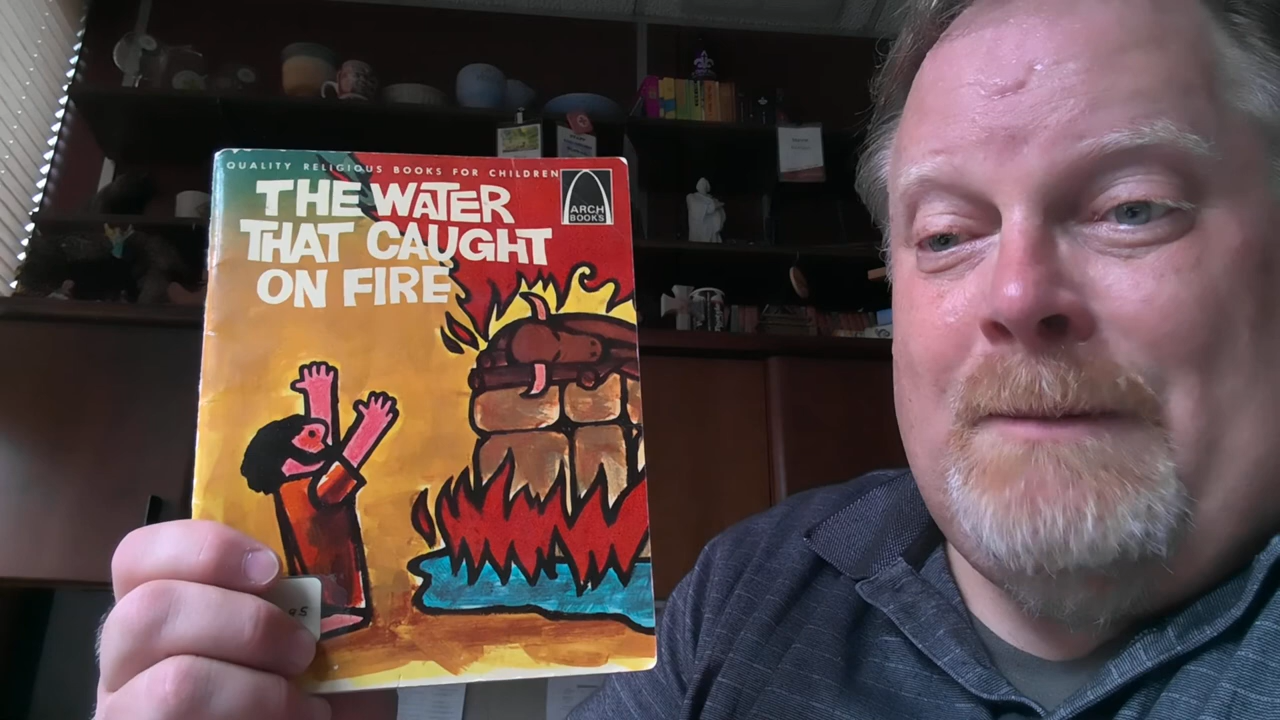 QUALITY RELIGIOUS BOOKS FOR CHILDREN
THE WATER
THAT CAUGHT
ON FIRE
ARCH
BOOKS